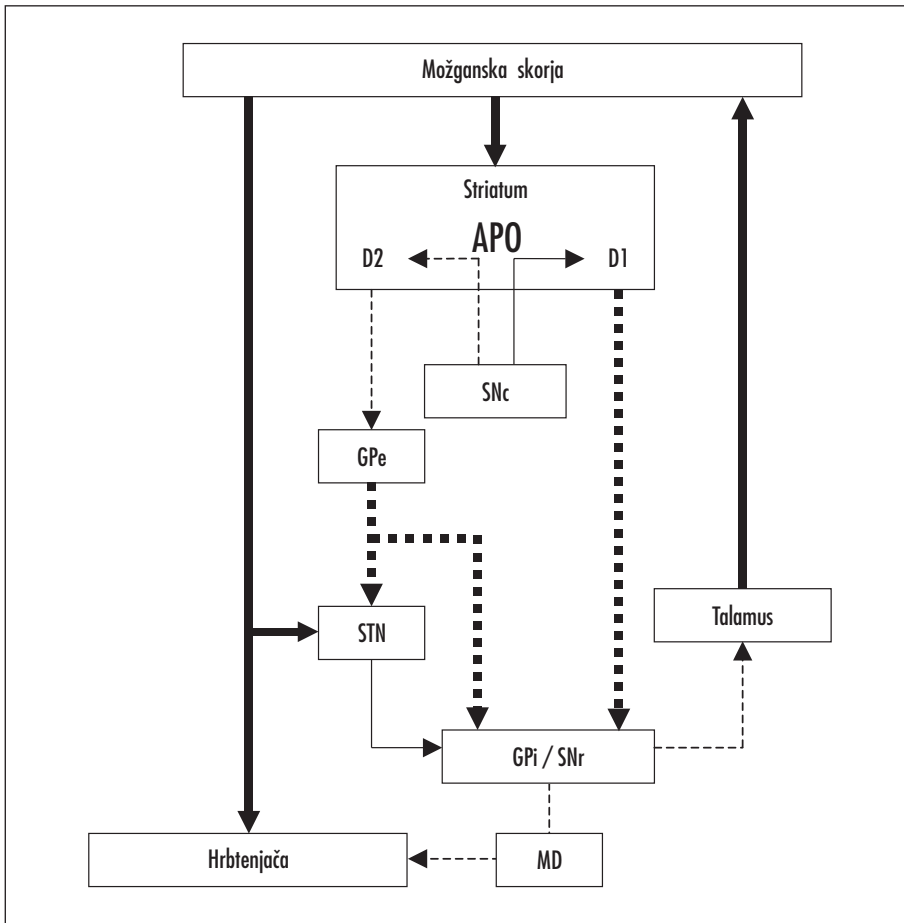 Možganska skorja
Striatum
APO
D2
D1
SNc
GPe
STN
Talamus
GPi / SNr
Hrbtenjača
MD